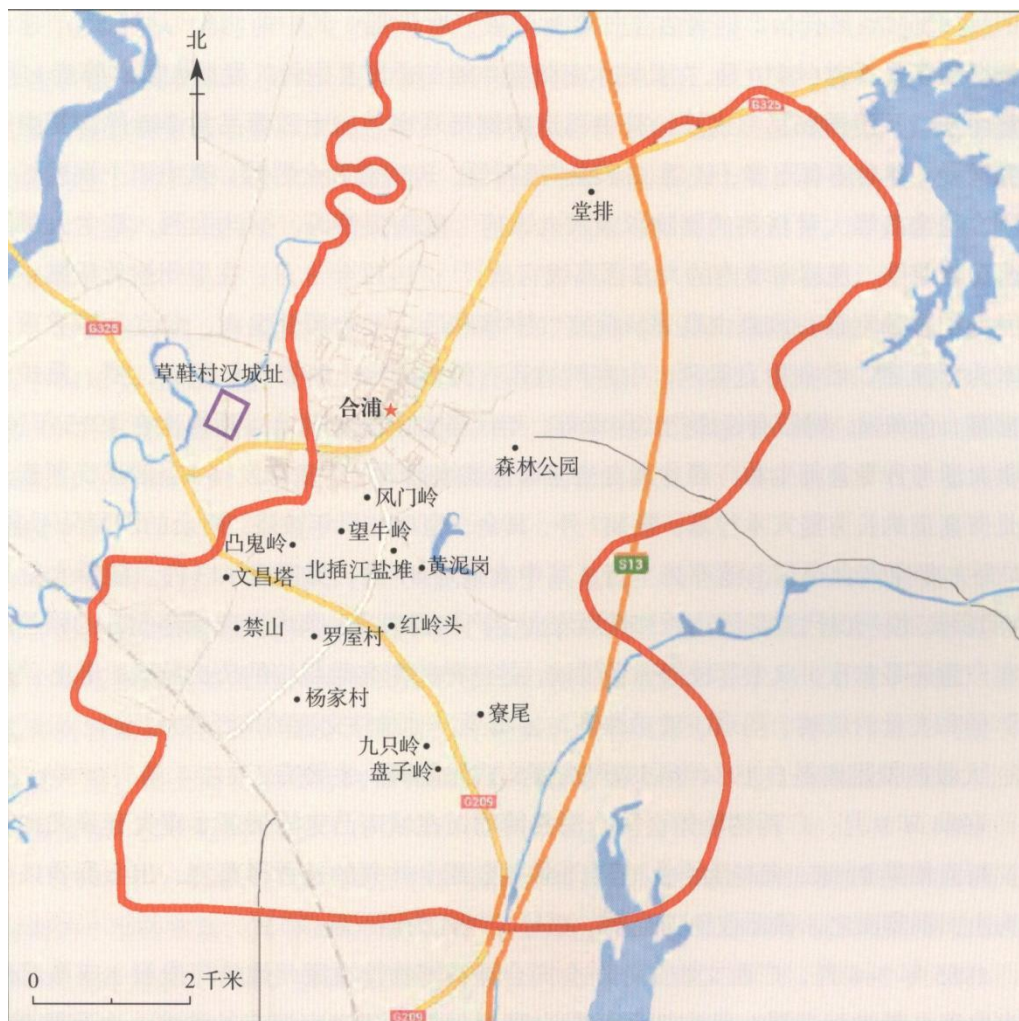 北
G325
堂排
G325
草鞋村汉城址
合浦
森林公园
风门岭
望牛岭
凸鬼岭
北插江盐堆
黄泥岗
S13
文昌塔
禁山
罗屋村
红岭头
杨家村
寮尾
九只岭
盘子岭
G209
0 2 千米
G209